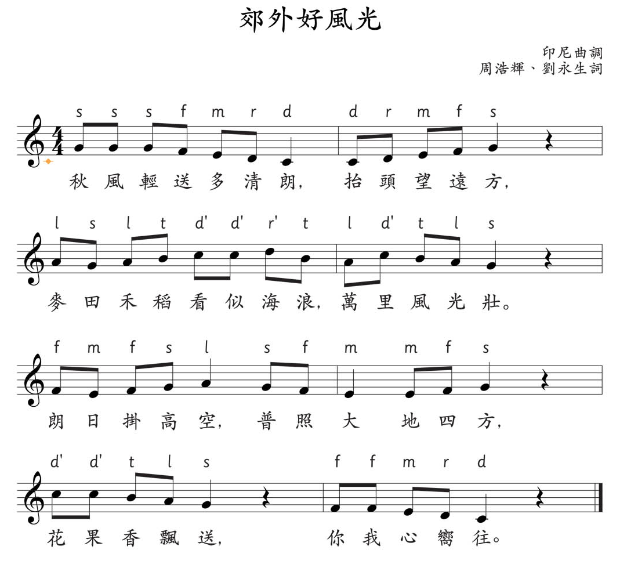 郊外好風光
印尼曲調
周浩輝、劉永生詞
s s s f m r d d r m f s
4
4
秋風輕送多清朗，抬頭望遠方，
l s l t d' d' r' t l d' t l s
麥田禾稻看似海浪，萬里風光壯。
f m f s l s f m m f s
朗日掛高空，普照大地四方，
d' d' t l s f f m r d
花果香飄送，你我心嚮往。